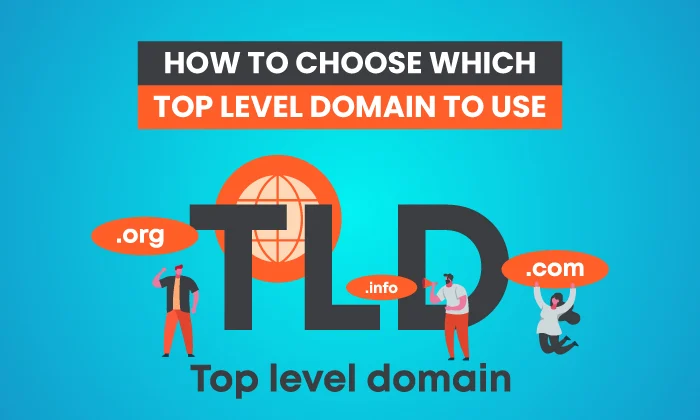 HOW TO CHOOSE WHICH
TOP LEVEL DOMAIN TO USE
TLD
.org
.info
.com
Top level domain